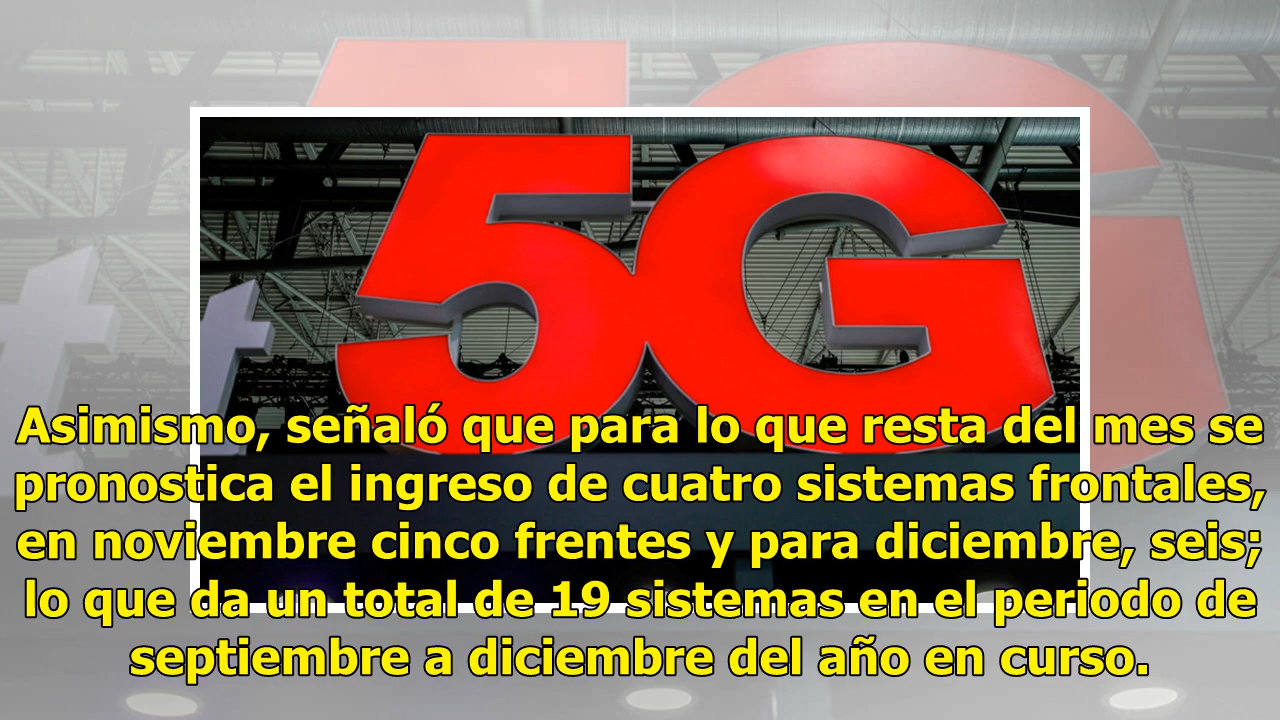 5G
t
Asimismo, señaló que para lo que resta del mes se
pronostica el ingreso de cuatro sistemas frontales,
en noviembre cinco frentes y para diciembre, seis;
lo que da un total de 19 sistemas en el periodo de
septiembre a diciembre del año en curso.